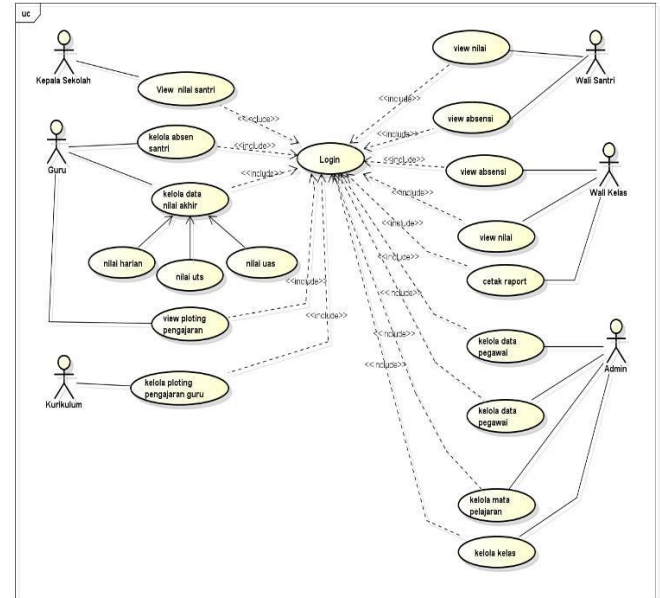 uc
Kepala Sekolah
View nilai santri
<<include>>
kelola absen
santri
<<include>>
Guru
kelola data
nilai akhir
<<include>>
nilai harian
nilai uts
nilai uas
view ploting
pengajaran
<<include>>
Kurikulum
kelola ploting
pengajaran guru
<<include>>
Login
view nilai
<<include>>
Wali Santri
view absensi
<<include>>
view absensi
<<include>>
Wali Kelas
view nilai
<<include>>
cetak raport
<<include>>
kelola data
pegawai
<<include>>
Admin
kelola data
pegawai
<<include>>
kelola mata
pelajaran
<<include>>
kelola kelas
<<include>>